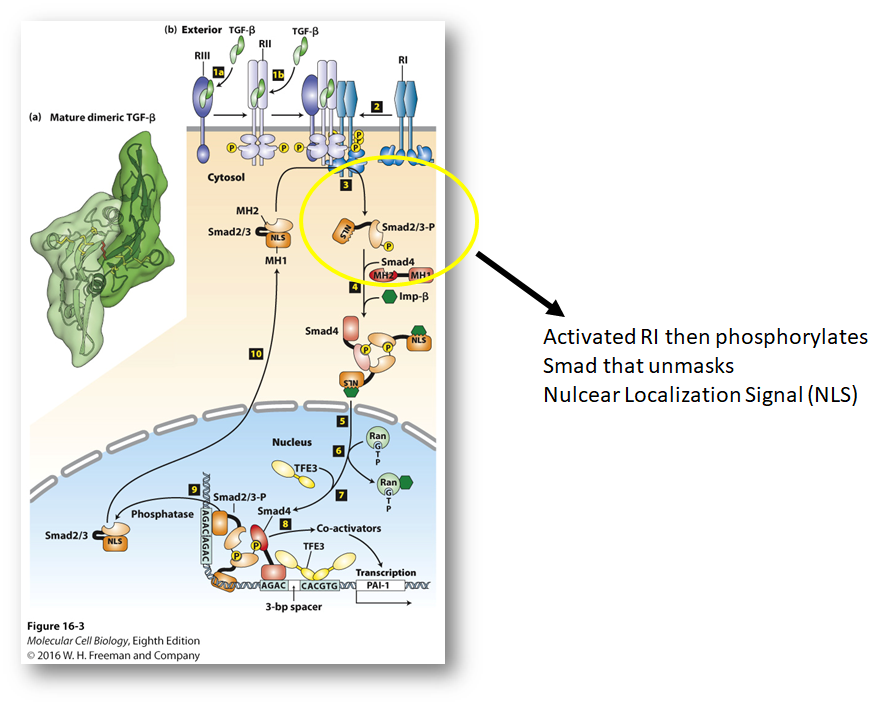 (b) Exterior
TGF-β
TGF-β
RII
RIII
RI
1a
1b
2
(a) Mature dimeric TGF-β
P
P
P
P
P
P
Cytosol
3
MH2
Smad2/3
NLS
MH1
NLS
Smad2/3-P
P
Smad4
MH2
MH1
4
Imp-β
Smad4
P
P
NLS
NLS
10
5
Nucleus
6
Ran
G
T
P
TFE3
7
Ran
G
T
P
9
Smad2/3-P
Phosphatase
Smad4
8
Co-activators
AGAC AGAC
Smad2/3
NLS
P
P
TFE3
Transcription
AGAC
CACGTG
PAI-1
3-bp spacer
Figure 16-3
Molecular Cell Biology, Eighth Edition
© 2016 W. H. Freeman and Company
Activated RI then phosphorylates
Smad that unmasks
Nulcear Localization Signal (NLS)